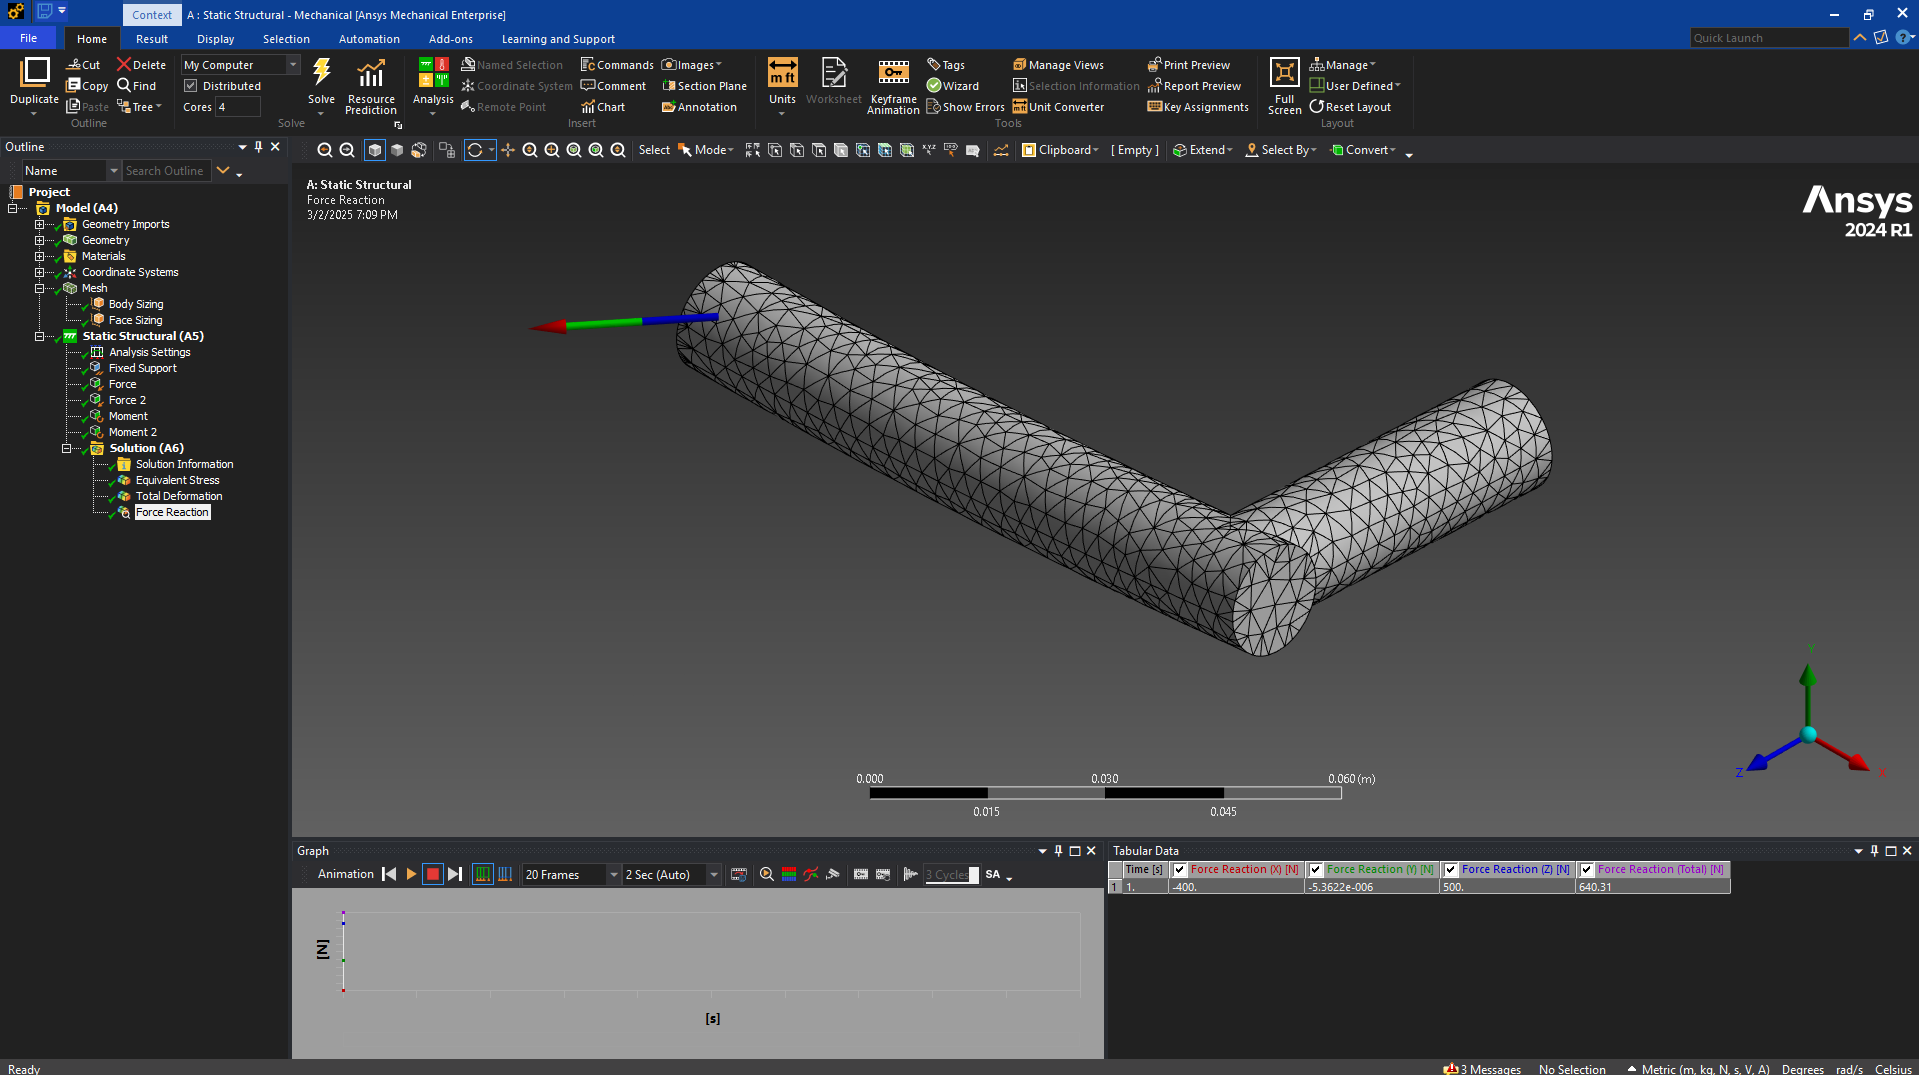 Context
A : Static Structural - Mechanical [Ansys Mechanical Enterprise]
File Home Result Display Selection Automation Add-ons Learning and Support
Quick Launch
Duplicate
Cut
Copy
Paste
Delete
Find
Tree
Outline
My Computer
Distributed
Cores 4
Solve
Resource Prediction
Solve
Analysis
Named Selection
Coordinate System
Remote Point
Commands
Comment
Chart
Images
Section Plane
Annotation
Insert
m ft
Units
Worksheet
Keyframe Animation
Tags
Wizard
Show Errors
Manage Views
Selection Information
Unit Converter
Print Preview
Report Preview
Key Assignments
Tools
Full Screen
Manage
User Defined
Reset Layout
Layout
Outline
Name Search Outline
Select Mode Clipboard [ Empty ] Extend Select By Convert
Project
Model (A4)
Geometry Imports
Geometry
Materials
Coordinate Systems
Mesh
Body Sizing
Face Sizing
Static Structural (A5)
Analysis Settings
Fixed Support
Force
Force 2
Moment
Moment 2
Solution (A6)
Solution Information
Equivalent Stress
Total Deformation
Force Reaction
A: Static Structural
Force Reaction
3/2/2025 7:09 PM
Ansys
2024 R1
Y
Z
X
0.000 0.030 0.060 (m)
0.015 0.045
Graph
Animation 20 Frames 2 Sec (Auto) 3 Cycles SA
[N]
[s]
Tabular Data
Time [s] Force Reaction (X) [N] Force Reaction (Y) [N] Force Reaction (Z) [N] Force Reaction (Total) [N]
1 1. -400. -5.3622e-006 500. 640.31
Ready
3 Messages No Selection Metric (m, kg, N, s, V, A) Degrees rad/s Celsius